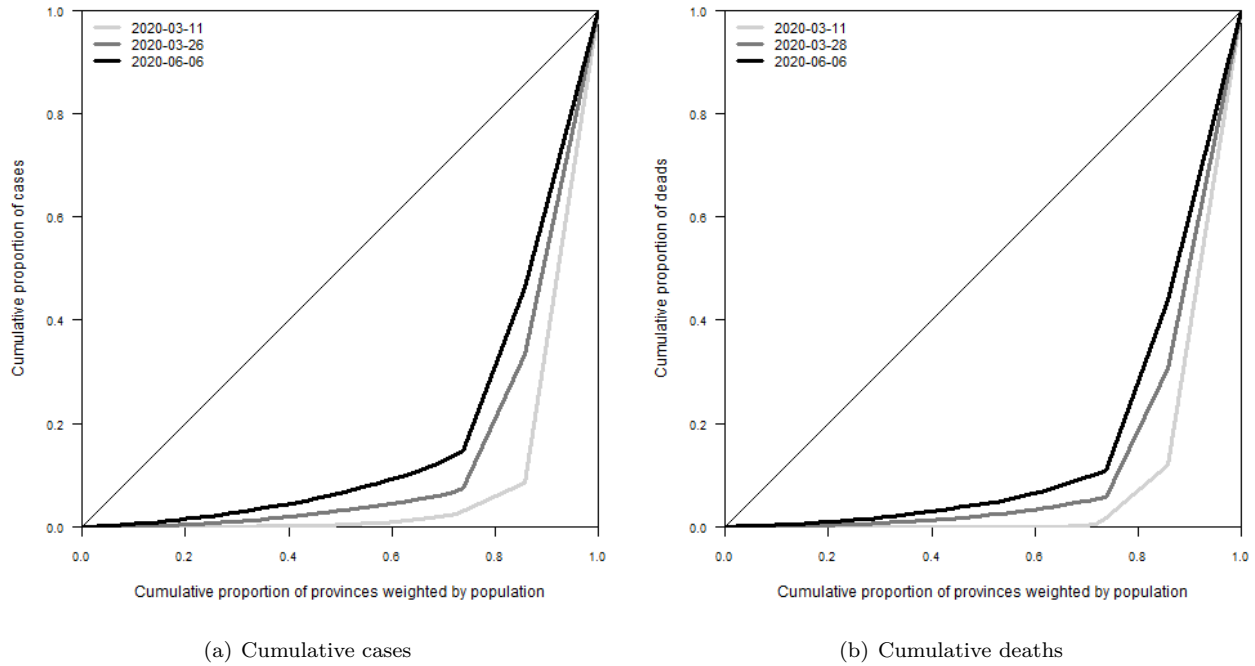 2020-03-11
2020-03-26
2020-06-06
1.0
0.8
0.6
0.4
0.2
0.0
Cumulative proportion of cases
0.0 0.2 0.4 0.6 0.8 1.0
Cumulative proportion of provinces weighted by population
(a) Cumulative cases
2020-03-11
2020-03-28
2020-06-06
1.0
0.8
0.6
0.4
0.2
0.0
Cumulative proportion of deads
0.0 0.2 0.4 0.6 0.8 1.0
Cumulative proportion of provinces weighted by population
(b) Cumulative deaths